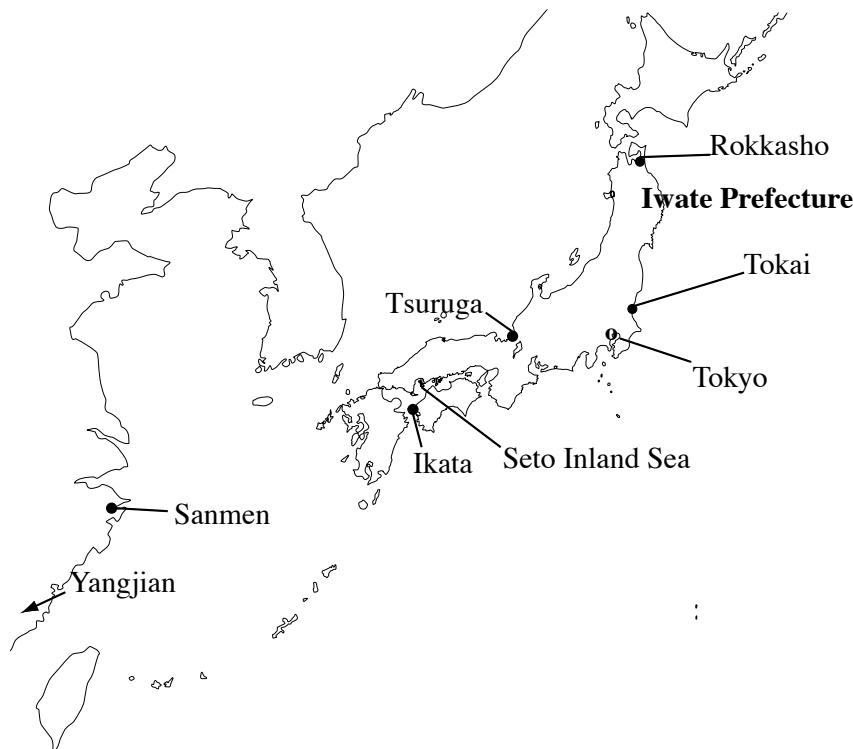 Rokkasho
Iwate Prefecture
Tokai
Tsuruga
Tokyo
Ikata
Seto Inland Sea
Sanmen
Yangjian